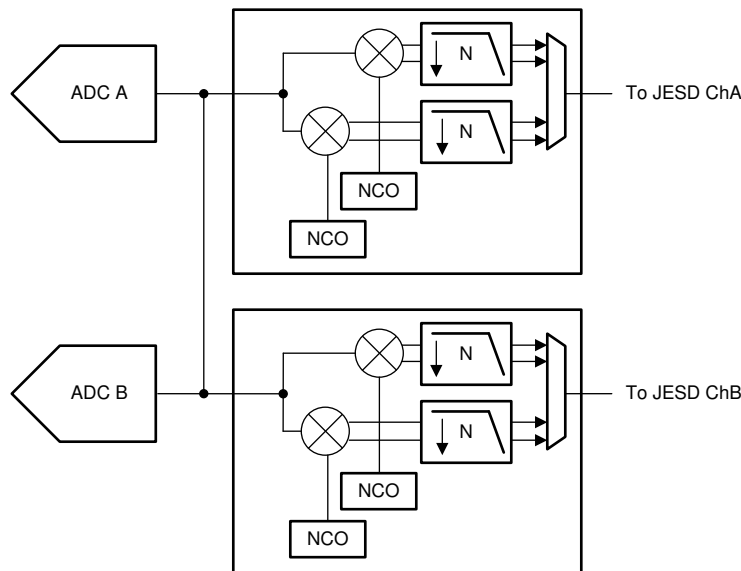 N
ADC A
To JESD ChA
N
NCO
NCO
N
ADC B
To JESD ChB
N
NCO
NCO